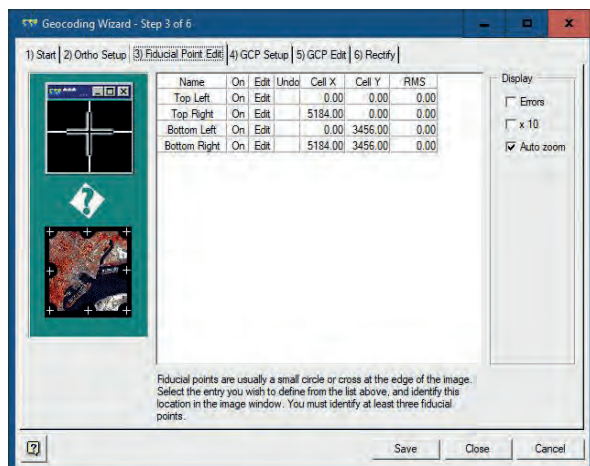 Geocoding Wizard - Step 3 of 6
1) Start 2) Ortho Setup 3) Fiducial Point Edit 4) GCP Setup 5) GCP Edit 6) Rectify
Name On Edit Undo Cell X Cell Y RMS
Top Left On Edit 0.00 0.00 0.00
Top Right On Edit 5184.00 0.00 0.00
Bottom Left On Edit 0.00 3456.00 0.00
Bottom Right On Edit 5184.00 3456.00 0.00
Display
Errors
x 10
Auto zoom
Fiducial points are usually a small circle or cross at the edge of the image.
Select the entry you wish to define from the list above, and identify this
location in the image window. You must identify at least three fiducial
points.
Save Close Cancel